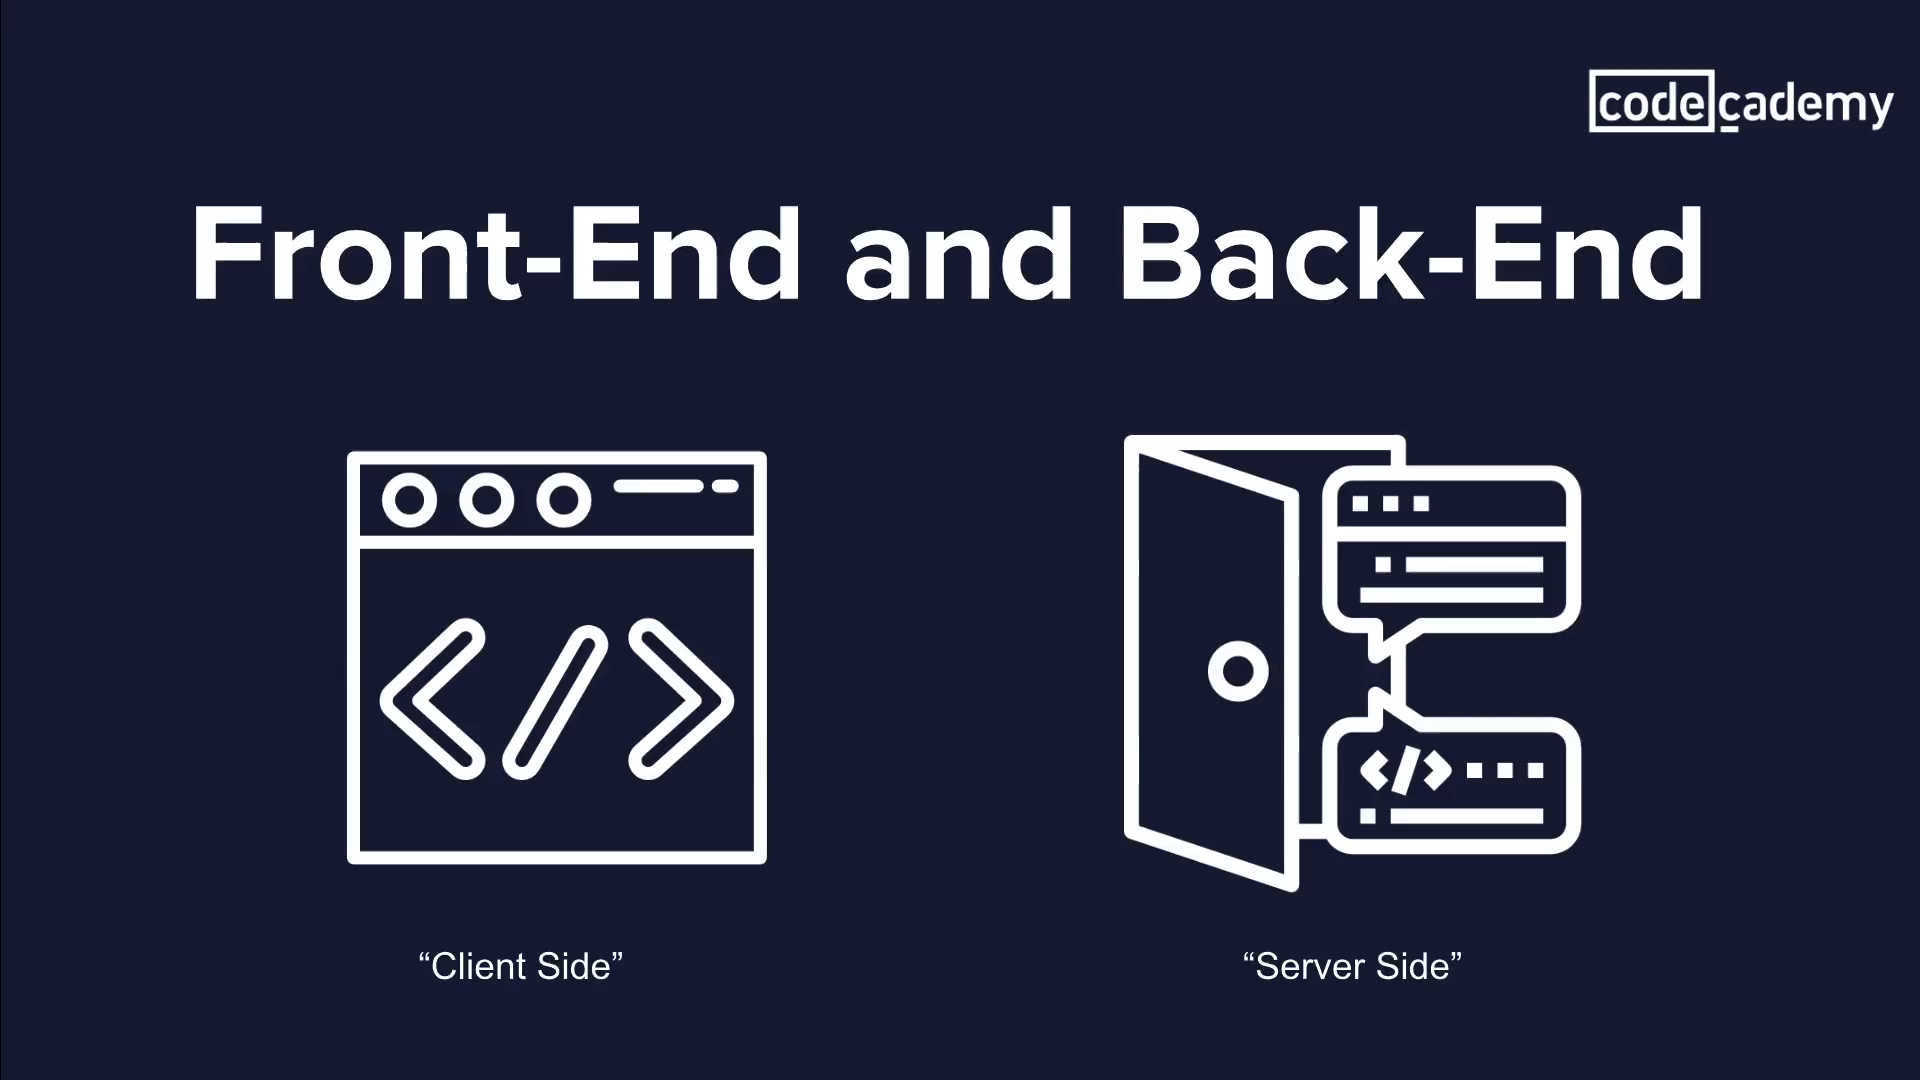 codecademy
Front-End and Back-End
</>
</>
“Client Side”
“Server Side”